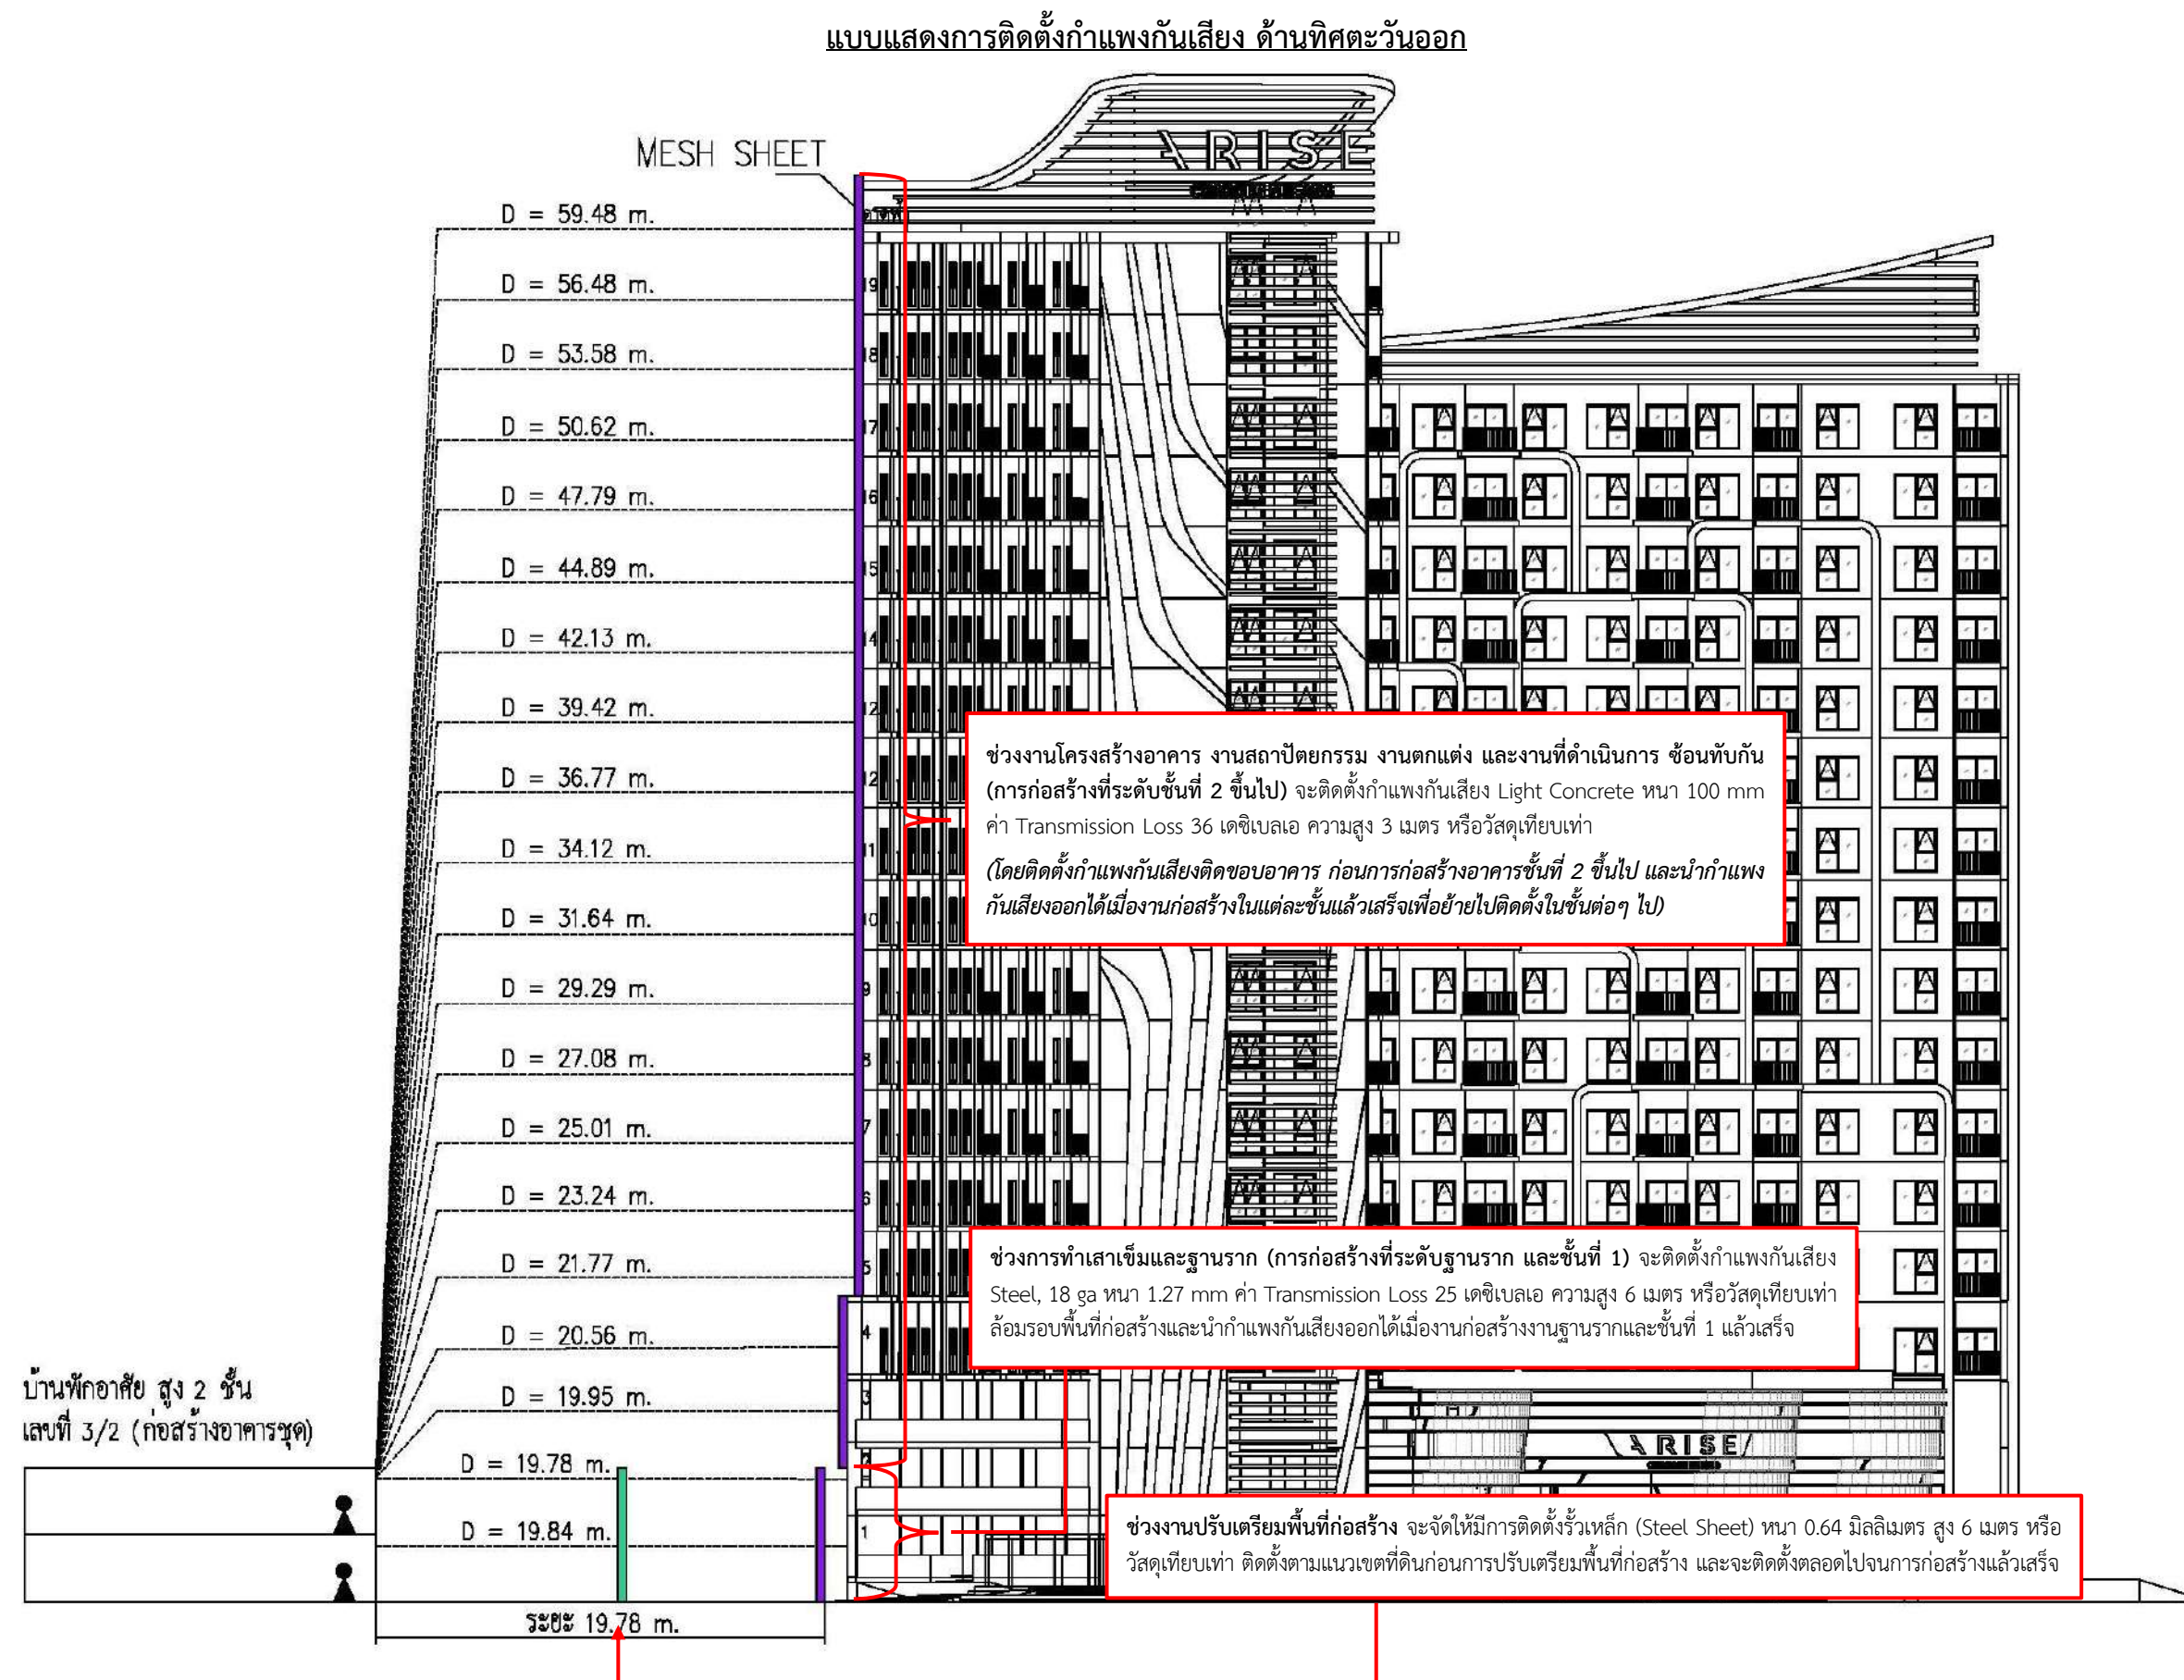 แบบแสดงการติดตั้งกำแพงกันเสียง ด้านทิศตะวันออก
MESH SHEET
ARISE
D = 59.48 m.
D = 56.48 m.
19
D = 53.58 m.
18
D = 50.62 m.
17
D = 47.79 m.
16
D = 44.89 m.
15
D = 42.13 m.
14
D = 39.42 m.
12
D = 36.77 m.
12
D = 34.12 m.
11
D = 31.64 m.
10
D = 29.29 m.
9
D = 27.08 m.
8
D = 25.01 m.
7
D = 23.24 m.
6
D = 21.77 m.
5
D = 20.56 m.
4
D = 19.95 m.
3
D = 19.78 m.
2
D = 19.84 m.
1
ช่วงงานโครงสร้างอาคาร งานสถาปัตยกรรม งานตกแต่ง และงานที่ดำเนินการ ซ้อนทับกัน
(การก่อสร้างที่ระดับชั้นที่ 2 ขึ้นไป) จะติดตั้งกำแพงกันเสียง Light Concrete หนา 100 mm
ค่า Transmission Loss 36 เดซิเบลเอ ความสูง 3 เมตร หรือวัสดุเทียบเท่า
(โดยติดตั้งกำแพงกันเสียงติดขอบอาคาร ก่อนการก่อสร้างอาคารชั้นที่ 2 ขึ้นไป และนำกำแพง
กันเสียงออกได้เมื่องานก่อสร้างในแต่ละชั้นแล้วเสร็จเพื่อย้ายไปติดตั้งในชั้นต่อๆ ไป)
ช่วงการทำเสาเข็มและฐานราก (การก่อสร้างที่ระดับฐานราก และชั้นที่ 1) จะติดตั้งกำแพงกันเสียง
Steel, 18 ga หนา 1.27 mm ค่า Transmission Loss 25 เดซิเบลเอ ความสูง 6 เมตร หรือวัสดุเทียบเท่า
ล้อมรอบพื้นที่ก่อสร้างและนำกำแพงกันเสียงออกได้เมื่องานก่อสร้างงานฐานรากและชั้นที่ 1 แล้วเสร็จ
บ้านพักอาศัย สูง 2 ชั้น
เลขที่ 3/2 (ก่อสร้างอาคารชุด)
ARISE
ช่วงงานปรับเตรียมพื้นที่ก่อสร้าง จะจัดให้มีการติดตั้งรั้วเหล็ก (Steel Sheet) หนา 0.64 มิลลิเมตร สูง 6 เมตร หรือ
วัสดุเทียบเท่า ติดตั้งตามแนวเขตที่ดินก่อนการปรับเตรียมพื้นที่ก่อสร้าง และจะติดตั้งตลอดไปจนการก่อสร้างแล้วเสร็จ
ระยะ 19.78 m.